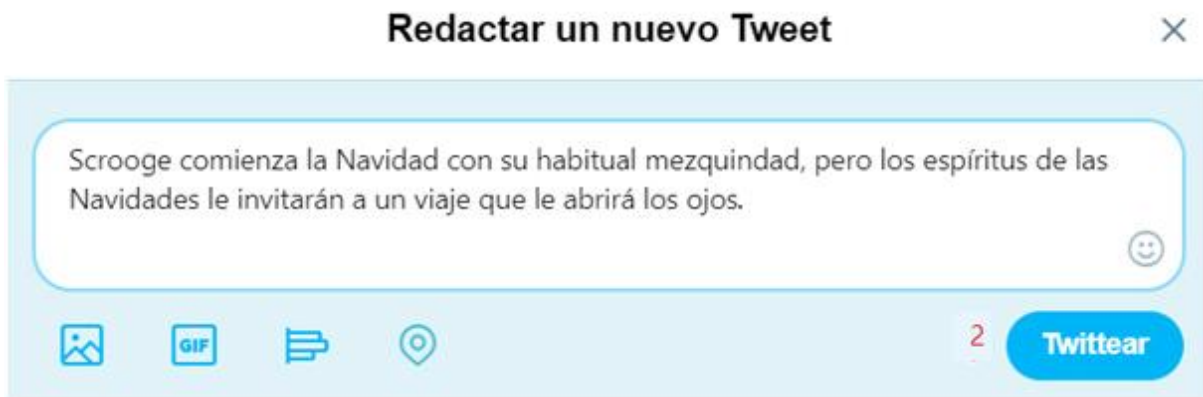 Redactar un nuevo Tweet
Scrooge comienza la Navidad con su habitual mezquindad, pero los espíritus de las
Navidades le invitarán a un viaje que le abrirá los ojos.
GIF
2
Twittear